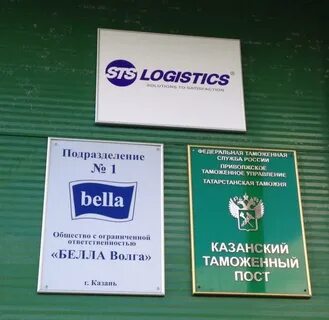 STS LOGISTICS®
SOLUTIONS TO SATISFACTION
Подразделение
№ 1
bella
Общество с ограниченной
ответственностью
«БЕЛЛА Волга»
г. Казань
ФЕДЕРАЛЬНАЯ ТАМОЖЕННАЯ
СЛУЖБА РОССИИ
ПРИВОЛЖСКОЕ
ТАМОЖЕННОЕ УПРАВЛЕНИЕ
ТАТАРСТАНСКАЯ ТАМОЖНЯ
КАЗАНСКИЙ
ТАМОЖЕННЫЙ
ПОСТ